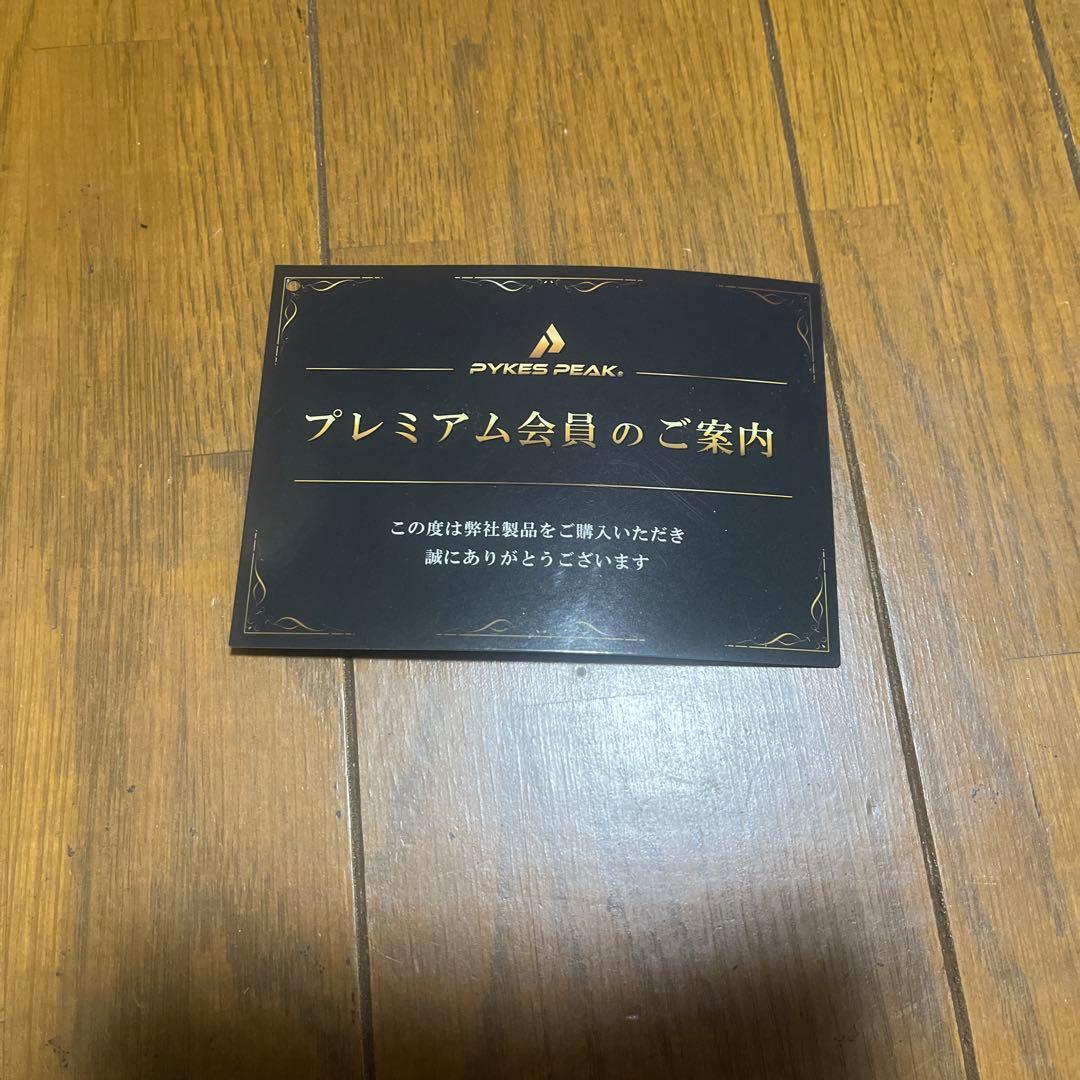 PYKES PEAK®
プレミアム会員のご案内
この度は弊社製品をご購入いただき
誠にありがとうございます